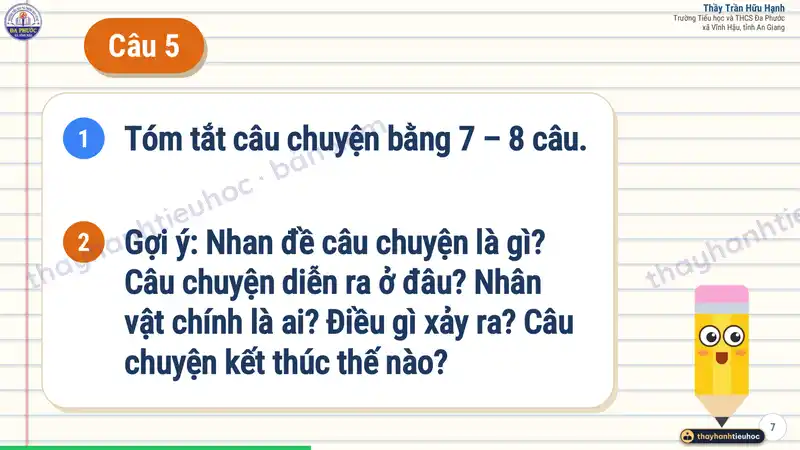 ĐA PHƯỚC
Thầy Trần Hữu Hạnh
Trường Tiểu học và THCS Đa Phước
xã Vĩnh Hậu, tỉnh An Giang
Câu 5
1 Tóm tắt câu chuyện bằng 7 – 8 câu.
2 Gợi ý: Nhan đề câu chuyện là gì?
Câu chuyện diễn ra ở đâu? Nhân
vật chính là ai? Điều gì xảy ra? Câu
chuyện kết thúc thế nào?
thayhanhtieuhoc
7